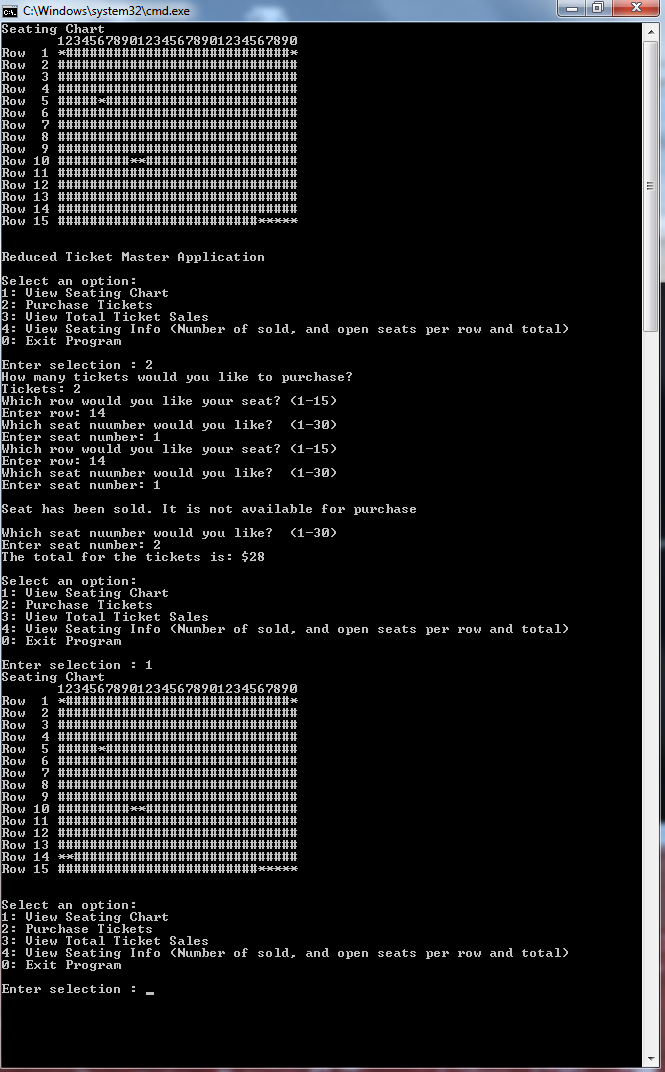 C:\Windows\system32\cmd.exe
Seating Chart
       123456789012345678901234567890
Row  1 *############################*
Row  2 ##############################
Row  3 ##############################
Row  4 ##############################
Row  5 #####*########################
Row  6 ##############################
Row  7 ##############################
Row  8 ##############################
Row  9 ##############################
Row 10 #########**###################
Row 11 ##############################
Row 12 ##############################
Row 13 ##############################
Row 14 ##############################
Row 15 #########################*****
Reduced Ticket Master Application
Select an option:
1: View Seating Chart
2: Purchase Tickets
3: View Total Ticket Sales
4: View Seating Info (Number of sold, and open seats per row and total)
0: Exit Program
Enter selection : 2
How many tickets would you like to purchase?
Tickets: 2
Which row would you like your seat? (1-15)
Enter row: 14
Which seat nuumber would you like?  (1-30)
Enter seat number: 1
Which row would you like your seat? (1-15)
Enter row: 14
Which seat nuumber would you like?  (1-30)
Enter seat number: 1
Seat has been sold. It is not available for purchase
Which seat nuumber would you like?  (1-30)
Enter seat number: 2
The total for the tickets is: $28
Select an option:
1: View Seating Chart
2: Purchase Tickets
3: View Total Ticket Sales
4: View Seating Info (Number of sold, and open seats per row and total)
0: Exit Program
Enter selection : 1
Seating Chart
       123456789012345678901234567890
Row  1 *############################*
Row  2 ##############################
Row  3 ##############################
Row  4 ##############################
Row  5 #####*########################
Row  6 ##############################
Row  7 ##############################
Row  8 ##############################
Row  9 ##############################
Row 10 #########**###################
Row 11 ##############################
Row 12 ##############################
Row 13 ##############################
Row 14 **############################
Row 15 #########################*****
Select an option:
1: View Seating Chart
2: Purchase Tickets
3: View Total Ticket Sales
4: View Seating Info (Number of sold, and open seats per row and total)
0: Exit Program
Enter selection : _